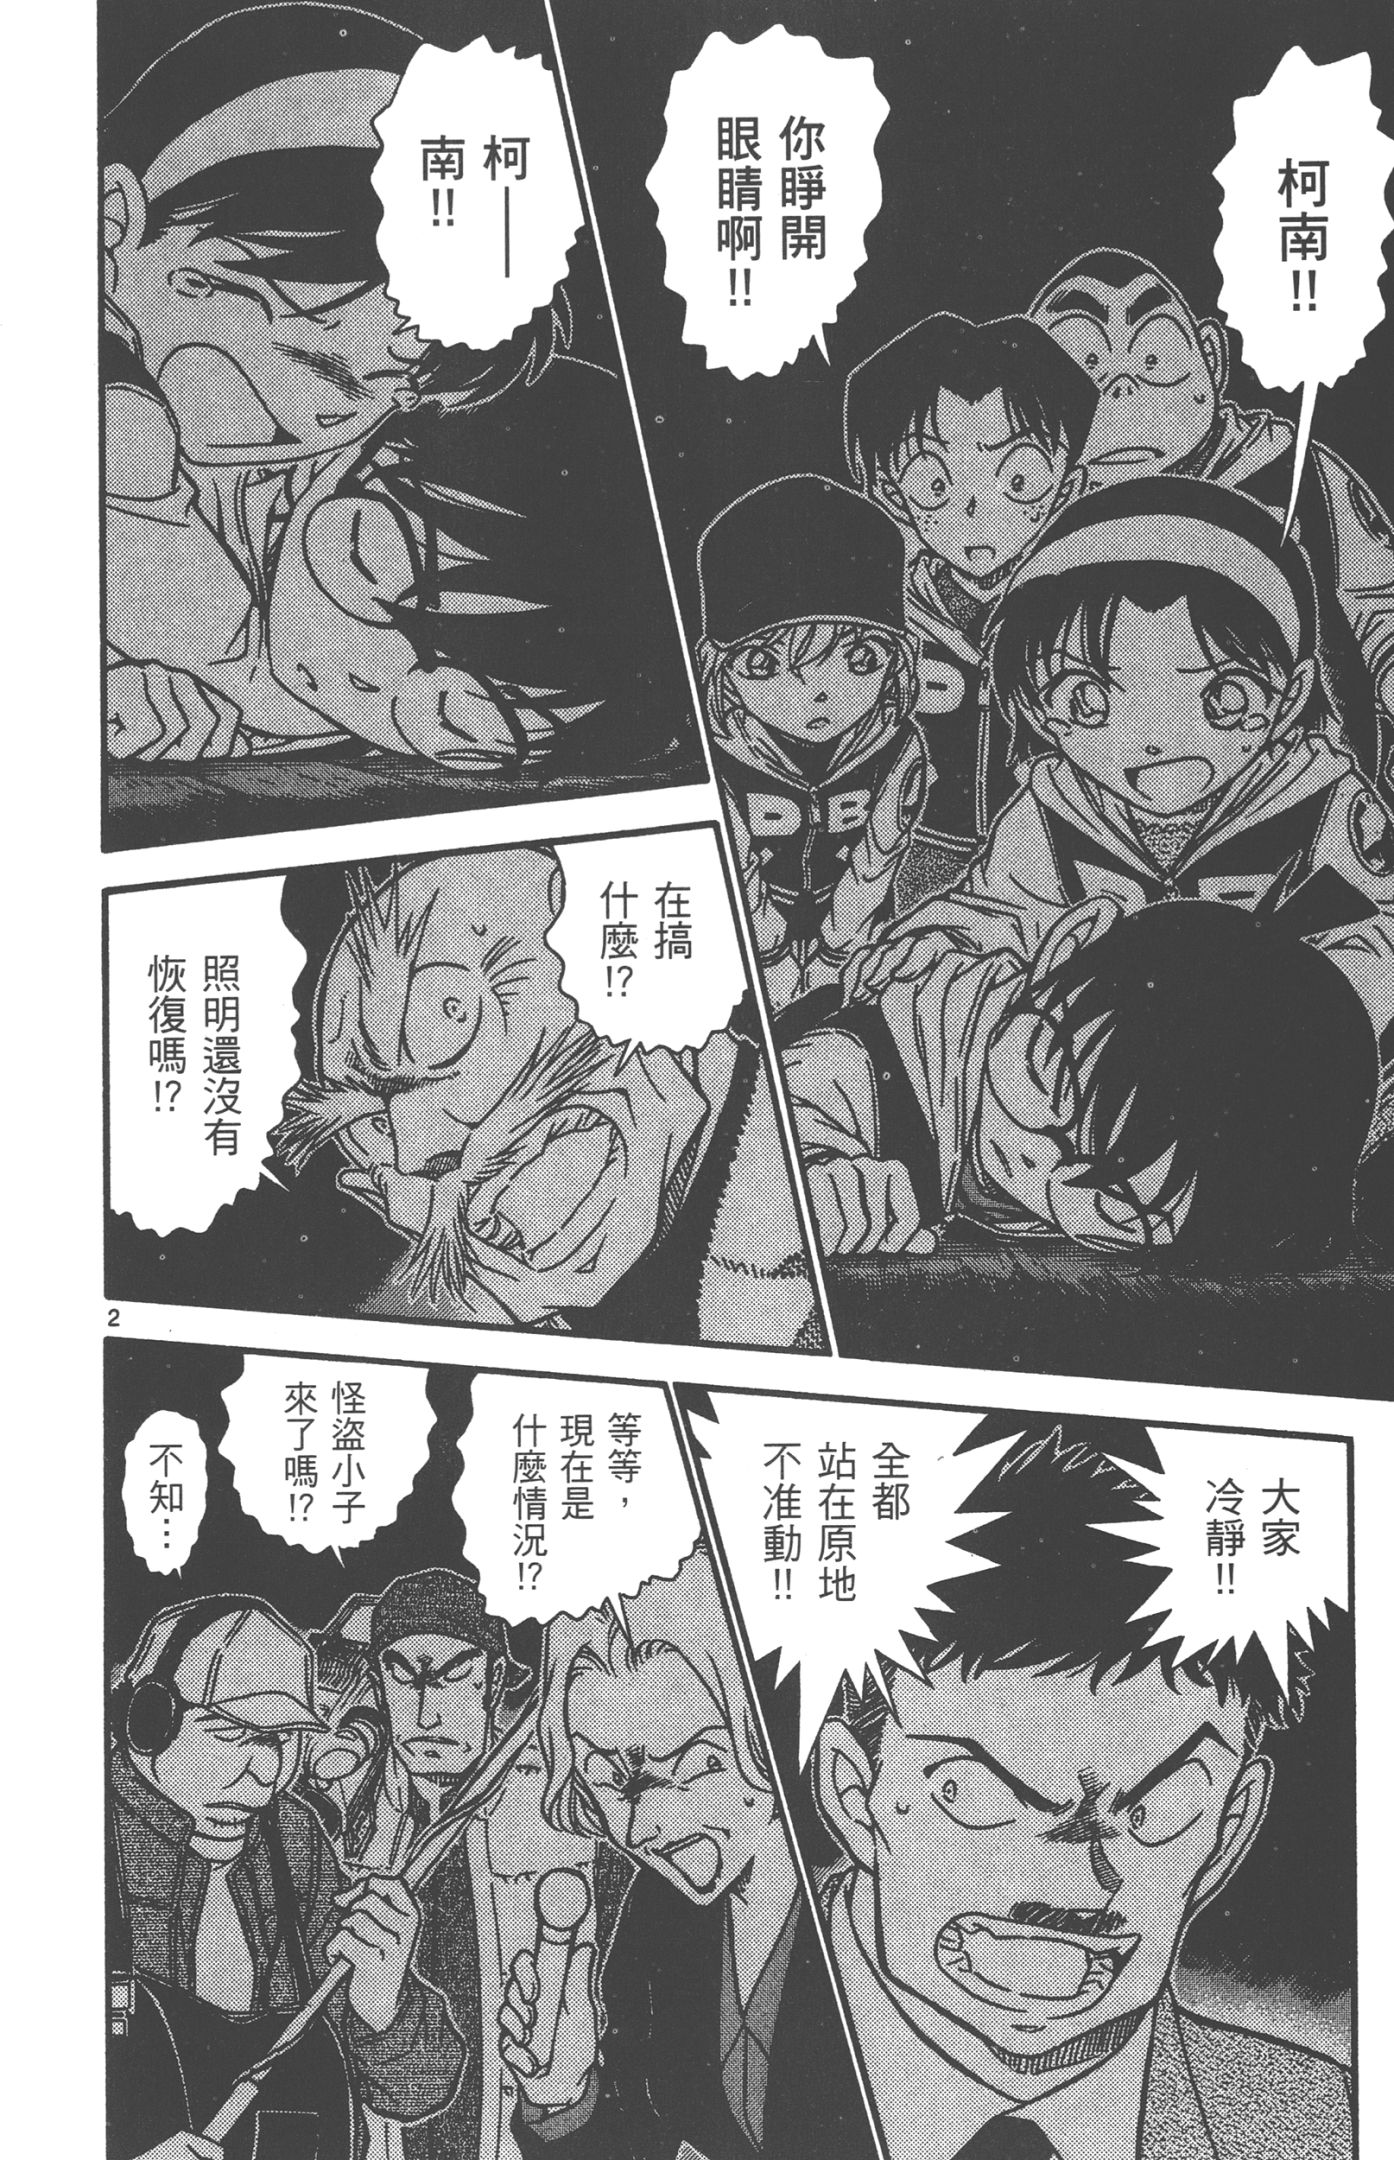 柯南!!
你睜開
眼睛啊!!
柯——
南!!
在搞
什麼!?
照明還沒有
恢復嗎!?
2
大家
冷靜!!
全都
站在原地
不准動!!
等等，
現在是
什麼情況!?
怪盜小子
來了嗎!?
不知…